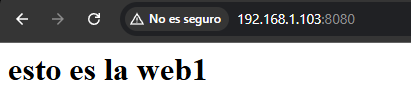 No es seguro 192.168.1.103:8080
esto es la web1